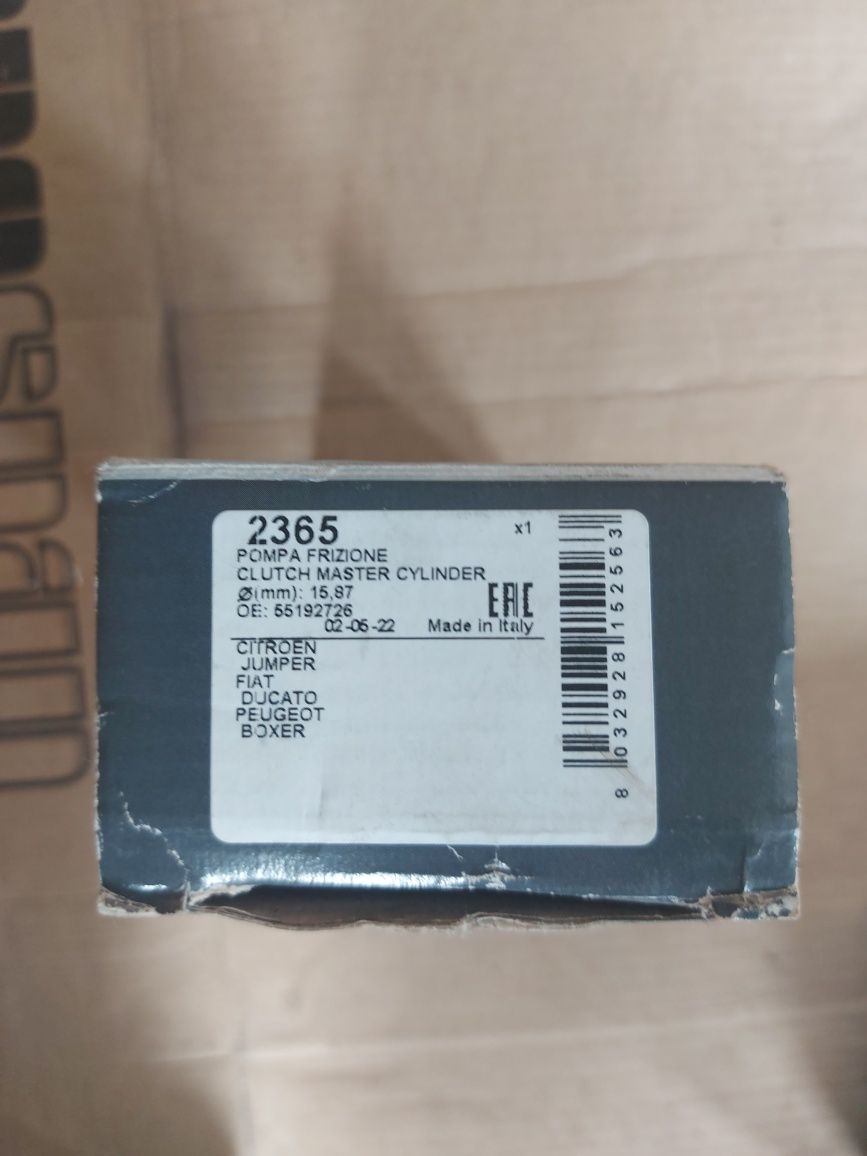 2365
x1
POMPA FRIZIONE
CLUTCH MASTER CYLINDER
Ø(mm): 15,87
EAC
OE: 55192726
02-05-22 Made in Italy
CITROEN
JUMPER
FIAT
DUCATO
PEUGEOT
BOXER
8 032928 152563